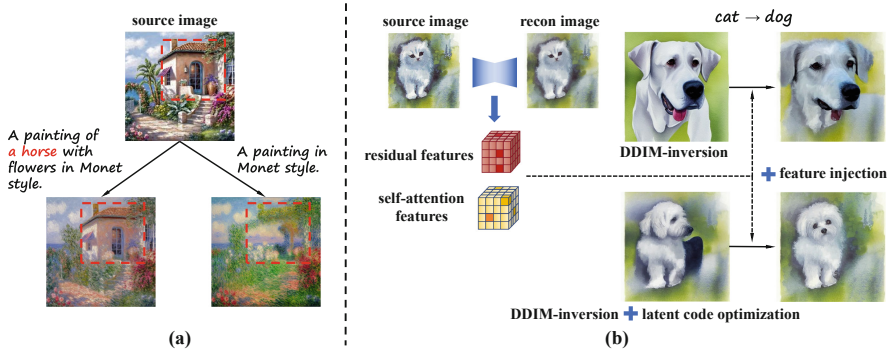 source image
A painting of
a horse with
flowers in Monet
style.
A painting in
Monet style.
(a)
source image
recon image
residual features
self-attention
features
cat → dog
DDIM-inversion
+ feature injection
DDIM-inversion + latent code optimization
(b)